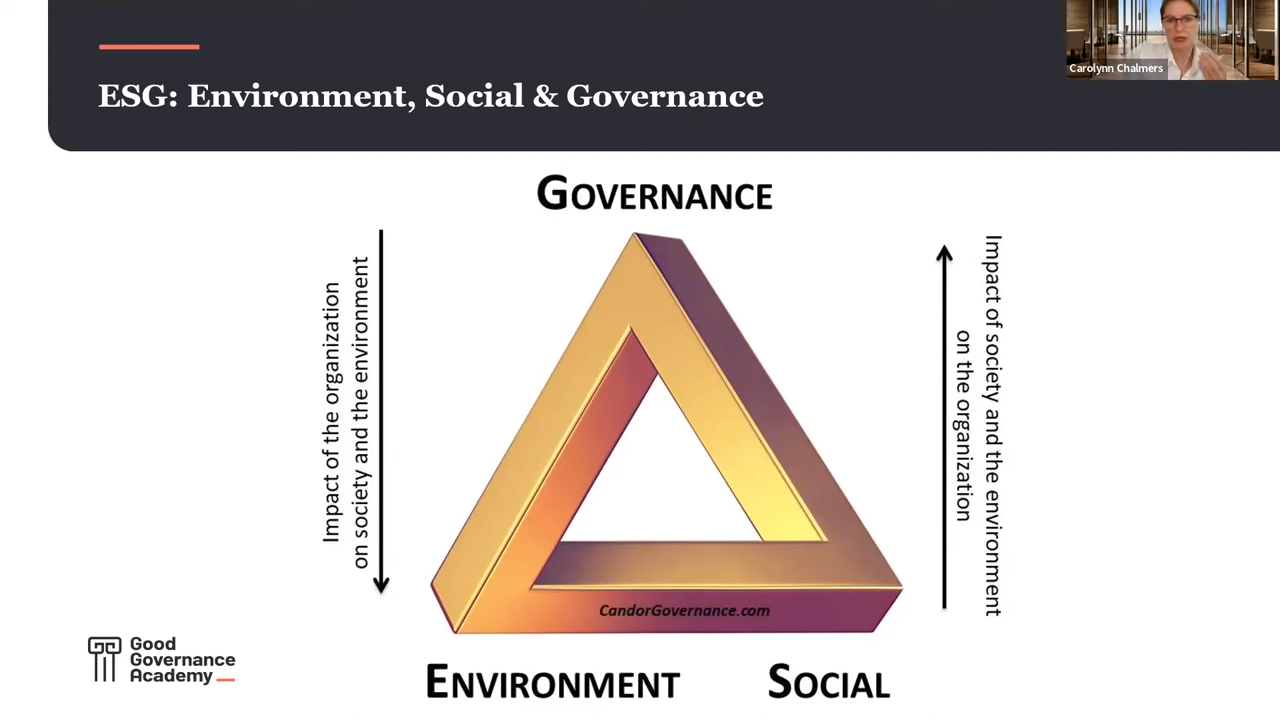 Carolynn Chalmers
ESG: Environment, Social & Governance
GOVERNANCE
Impact of the organization
on society and the environment
Impact of society and the environment
on the organization
CandorGovernance.com
ENVIRONMENT
SOCIAL
Good
Governance
Academy